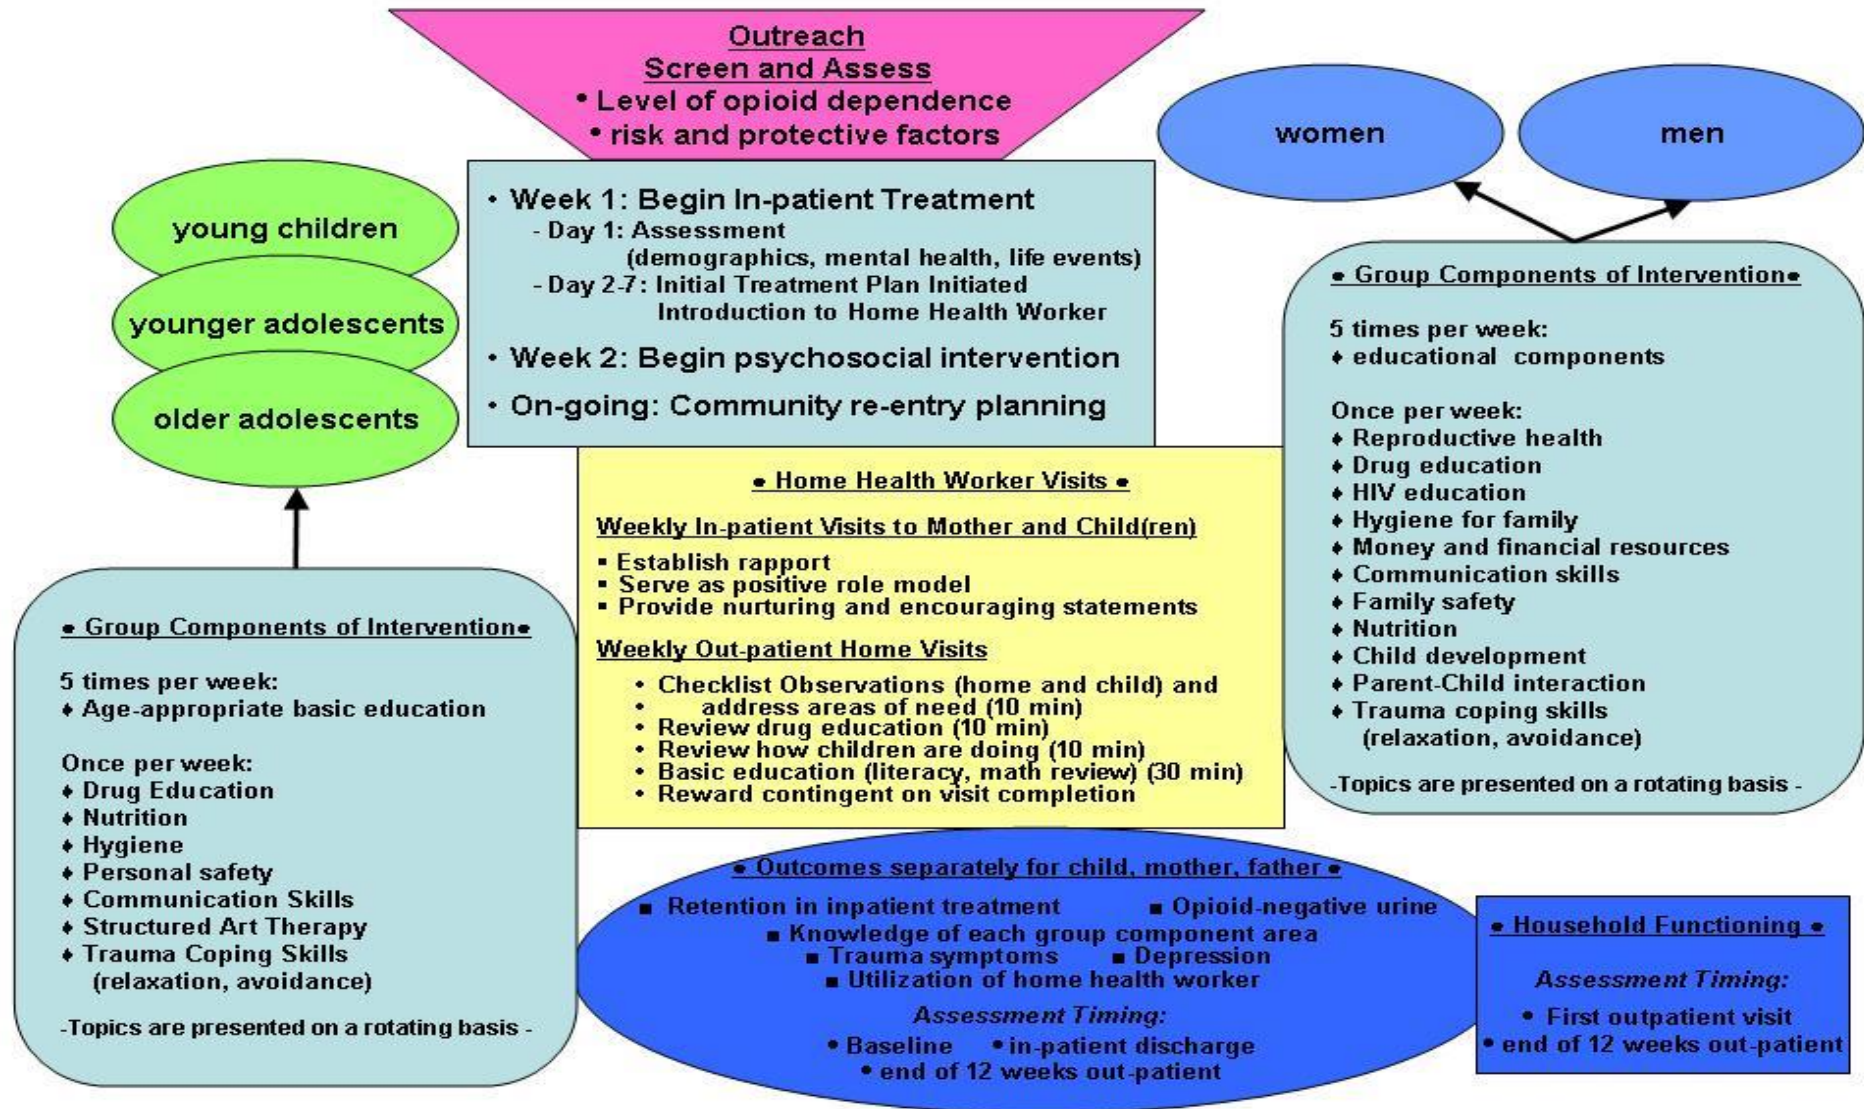 Outreach
Screen and Assess
• Level of opioid dependence
• risk and protective factors
women
men
young children
younger adolescents
older adolescents
• Week 1: Begin In-patient Treatment
- Day 1: Assessment
(demographics, mental health, life events)
- Day 2-7: Initial Treatment Plan Initiated
Introduction to Home Health Worker
• Week 2: Begin psychosocial intervention
• On-going: Community re-entry planning
• Group Components of Intervention•
5 times per week:
♦ educational components
Once per week:
♦ Reproductive health
♦ Drug education
♦ HIV education
♦ Hygiene for family
♦ Money and financial resources
♦ Communication skills
♦ Family safety
♦ Nutrition
♦ Child development
♦ Parent-Child interaction
♦ Trauma coping skills
(relaxation, avoidance)
-Topics are presented on a rotating basis -
• Home Health Worker Visits •
Weekly In-patient Visits to Mother and Child(ren)
▪ Establish rapport
▪ Serve as positive role model
▪ Provide nurturing and encouraging statements
Weekly Out-patient Home Visits
• Checklist Observations (home and child) and
• address areas of need (10 min)
• Review drug education (10 min)
• Review how children are doing (10 min)
• Basic education (literacy, math review) (30 min)
• Reward contingent on visit completion
• Group Components of Intervention•
5 times per week:
♦ Age-appropriate basic education
Once per week:
♦ Drug Education
♦ Nutrition
♦ Hygiene
♦ Personal safety
♦ Communication Skills
♦ Structured Art Therapy
♦ Trauma Coping Skills
(relaxation, avoidance)
-Topics are presented on a rotating basis -
• Outcomes separately for child, mother, father •
■ Retention in inpatient treatment ■ Opioid-negative urine
■ Knowledge of each group component area
■ Trauma symptoms ■ Depression
■ Utilization of home health worker
Assessment Timing:
• Baseline • in-patient discharge
• end of 12 weeks out-patient
• Household Functioning •
Assessment Timing:
• First outpatient visit
• end of 12 weeks out-patient